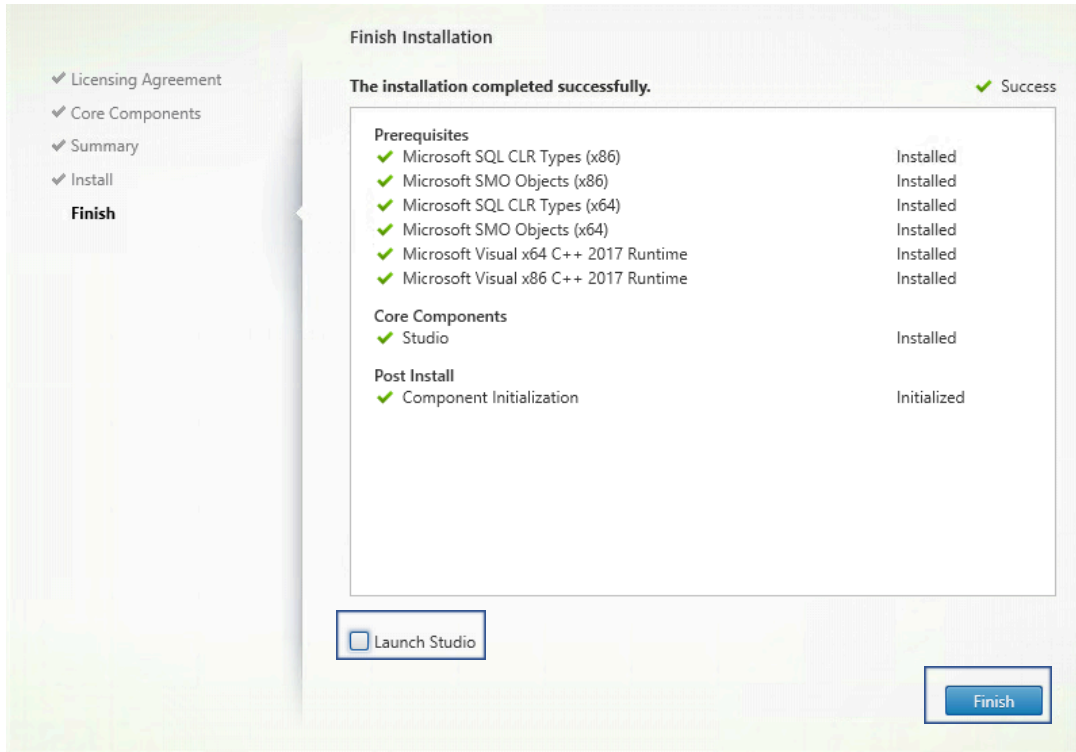 Finish Installation
Licensing Agreement
Core Components
Summary
Install
Finish
The installation completed successfully.
Success
Prerequisites
Microsoft SQL CLR Types (x86) Installed
Microsoft SMO Objects (x86) Installed
Microsoft SQL CLR Types (x64) Installed
Microsoft SMO Objects (x64) Installed
Microsoft Visual x64 C++ 2017 Runtime Installed
Microsoft Visual x86 C++ 2017 Runtime Installed
Core Components
Studio Installed
Post Install
Component Initialization Initialized
Launch Studio
Finish